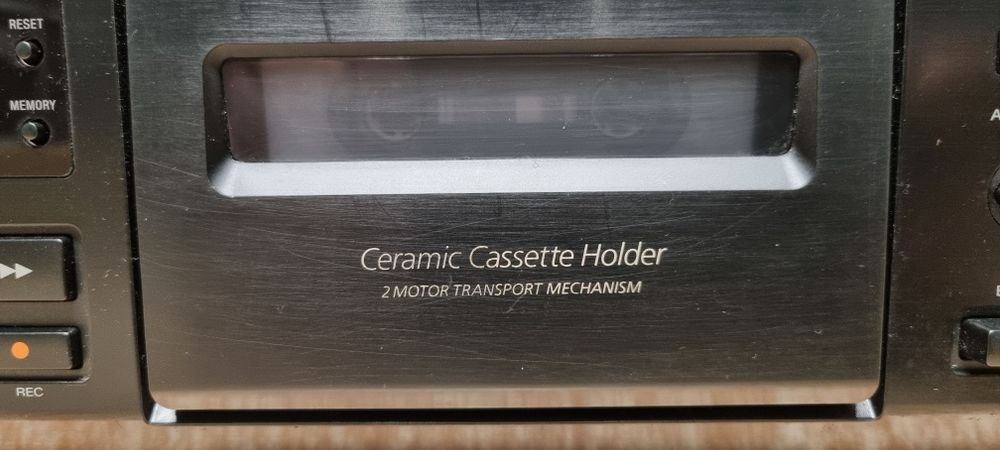 RESET
MEMORY
Ceramic Cassette Holder
2 MOTOR TRANSPORT MECHANISM
REC